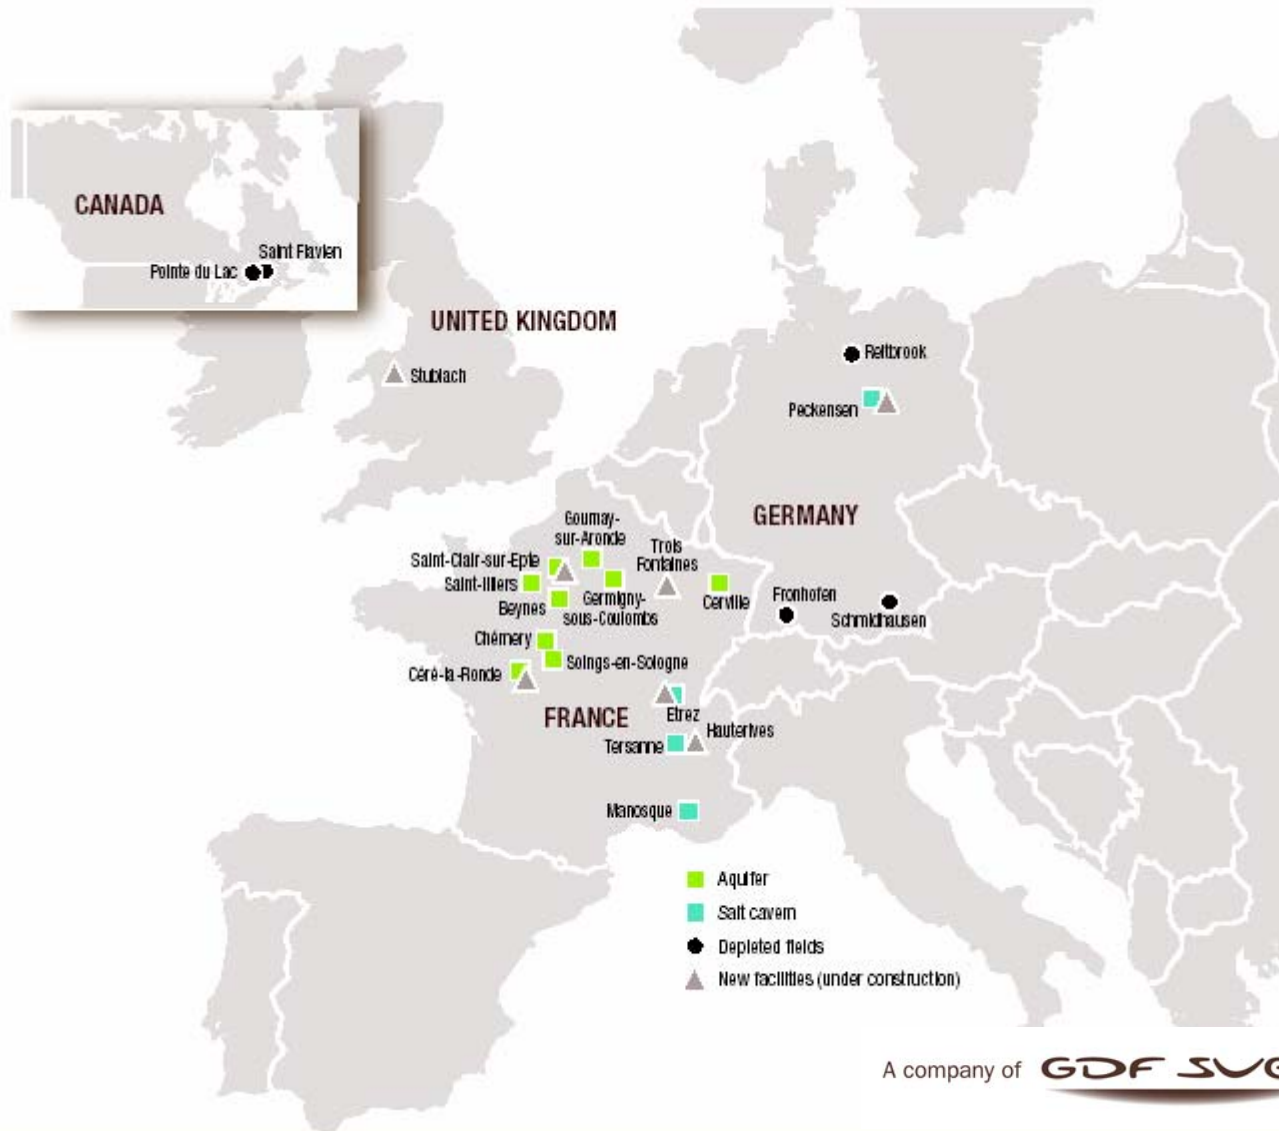 CANADA
Saint Flavien
Pointe du Lac
UNITED KINGDOM
Stublach
Reitbrook
Peckensen
GERMANY
Gournay-
sur-Aronde
Trois
Fontaines
Saint-Clair-sur-Epte
Saint-Illiers
Beynes
Germigny-
sous-Coulombs
Cerville
Fronhofen
Schmidhausen
Chémery
Soings-en-Sologne
Céré-la-Ronde
FRANCE
Etrez
Hauterives
Tersanne
Manosque
Aquifer
Salt cavern
Depleted fields
New facilities (under construction)
A company of GDF